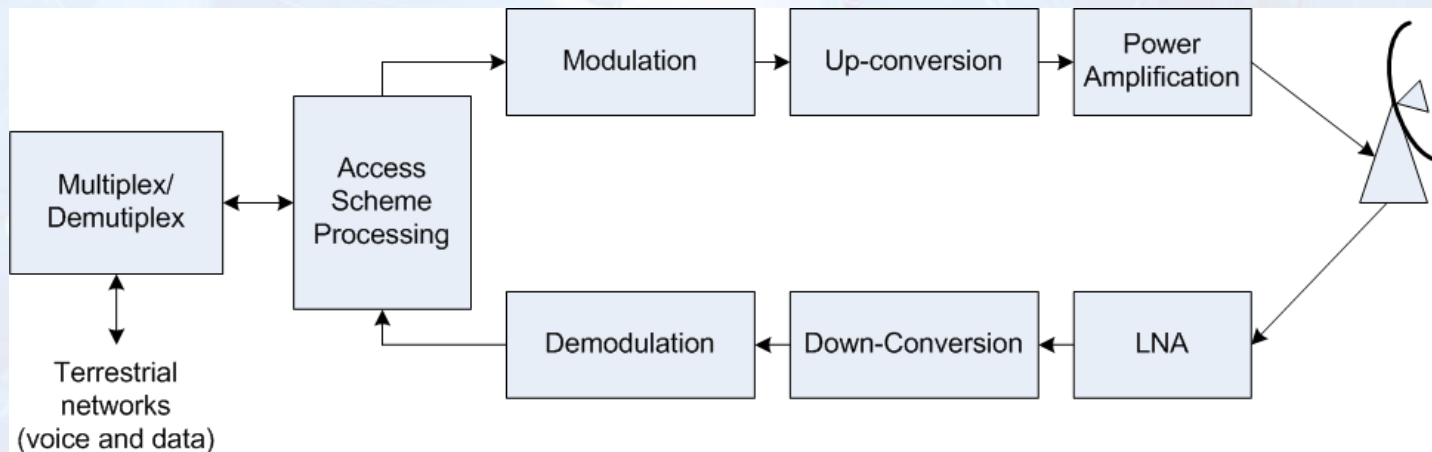 Modulation
Up-conversion
Power
Amplification
Multiplex/
Demutiplex
Access
Scheme
Processing
Demodulation
Down-Conversion
LNA
Terrestrial
networks
(voice and data)